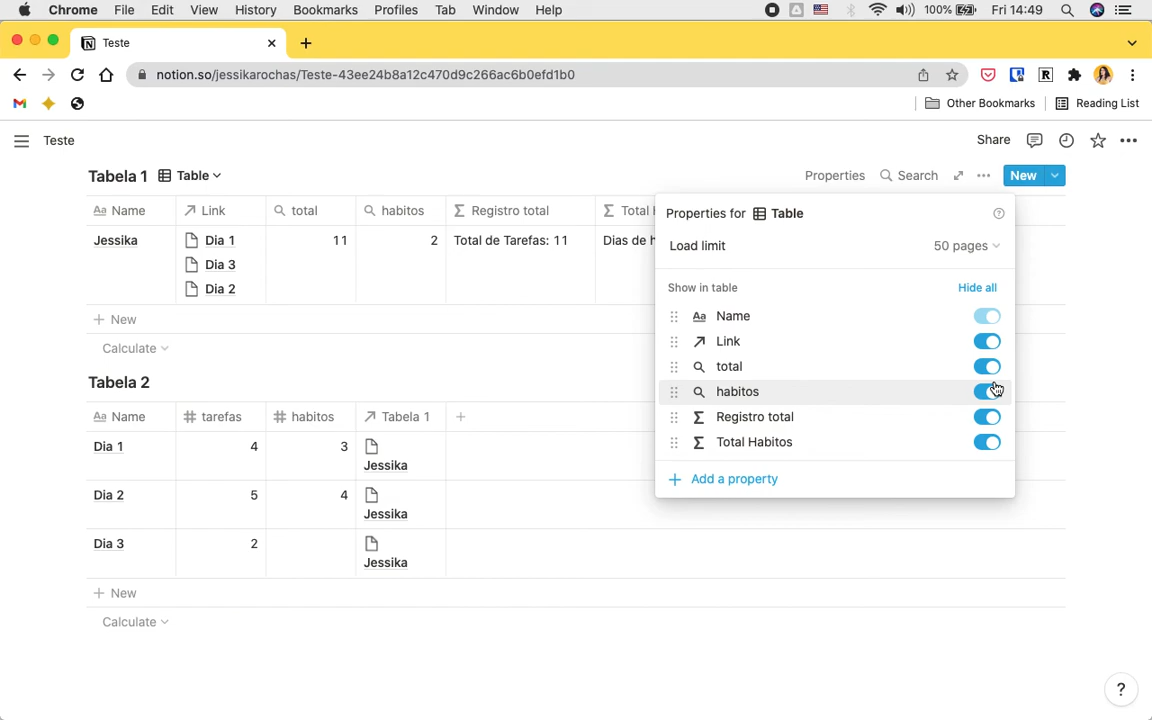 Chrome File Edit View History Bookmarks Profiles Tab Window Help 100% Fri 14:49
Teste
notion.so/jessikarochas/Teste-43ee24b8a12c470d9c266ac6b0efd1b0
Other Bookmarks Reading List
Teste Share
Tabela 1 Table Properties Search New
Aa Name Link total habitos Registro total Total
Jessika Dia 1 11 2 Total de Tarefas: 11 Dias de
Dia 3
Dia 2
+ New
Calculate
Properties for Table
Load limit 50 pages
Show in table Hide all
Aa Name
Link
total
habitos
Σ Registro total
Σ Total Habitos
+ Add a property
Tabela 2
Aa Name # tarefas # habitos Tabela 1 +
Dia 1 4 3 Jessika
Dia 2 5 4 Jessika
Dia 3 2 Jessika
+ New
Calculate
?